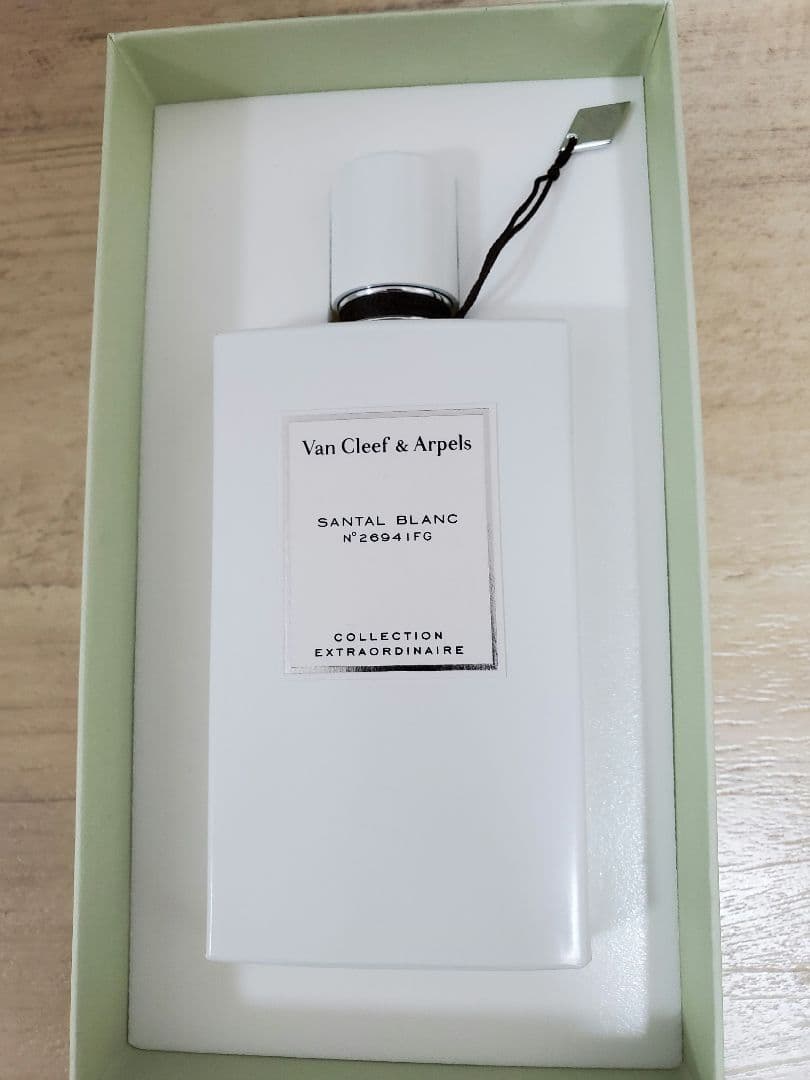 Van Cleef & Arpels
SANTAL BLANC
N°26941FG
COLLECTION
EXTRAORDINAIRE